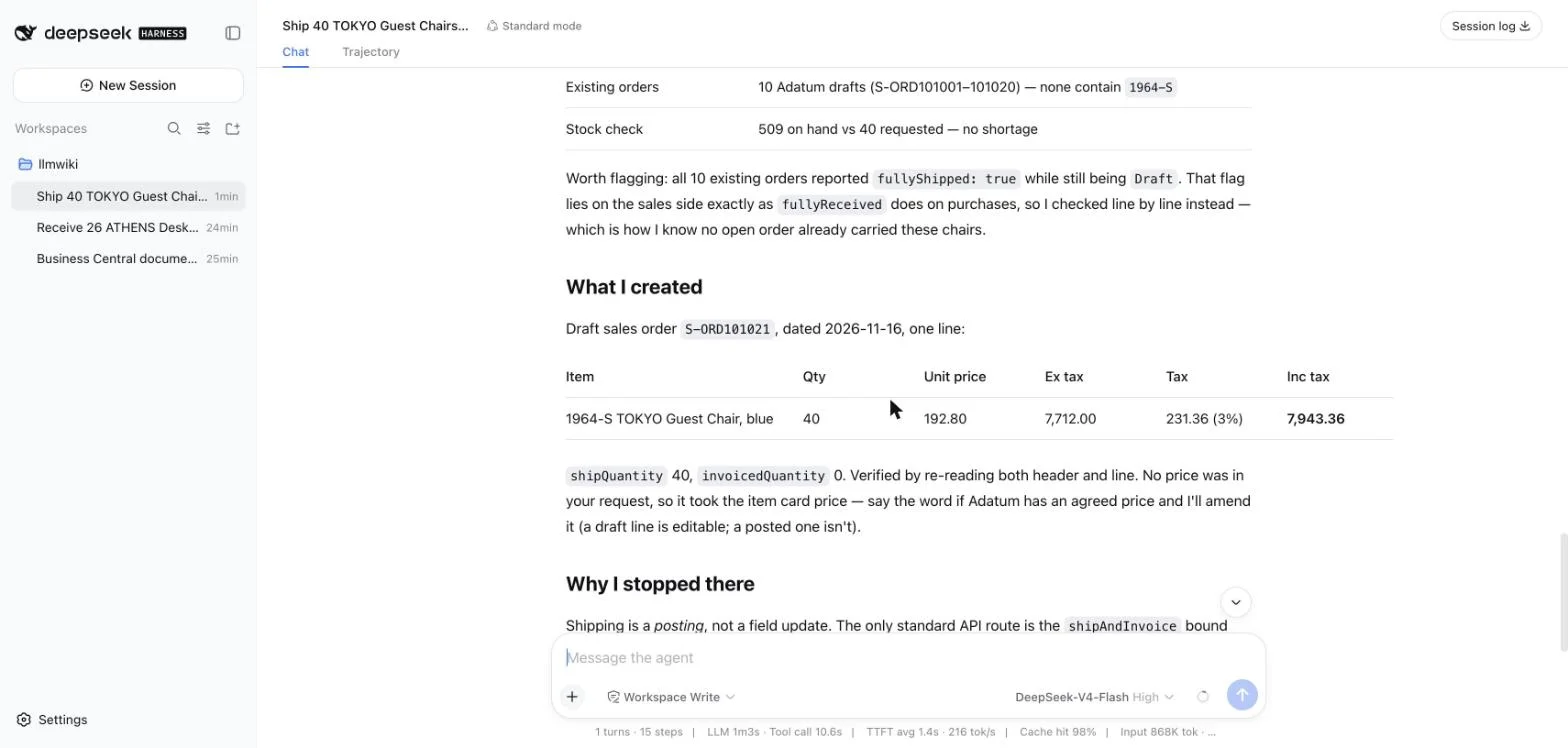 deepseek HARNESS
New Session
Workspaces
llmwiki
Ship 40 TOKYO Guest Chai... 1min
Receive 26 ATHENS Desk... 24min
Business Central docume... 25min
Settings
Ship 40 TOKYO Guest Chairs... Standard mode
Session log
Chat Trajectory
Existing orders 10 Adatum drafts (S-ORD101001–101020) — none contain 1964-S
Stock check 509 on hand vs 40 requested — no shortage
Worth flagging: all 10 existing orders reported fullyShipped: true while still being Draft. That flag
lies on the sales side exactly as fullyReceived does on purchases, so I checked line by line instead —
which is how I know no open order already carried these chairs.
What I created
Draft sales order S-ORD101021, dated 2026-11-16, one line:
Item Qty Unit price Ex tax Tax Inc tax
1964-S TOKYO Guest Chair, blue 40 192.80 7,712.00 231.36 (3%) 7,943.36
shipQuantity 40, invoicedQuantity 0. Verified by re-reading both header and line. No price was in
your request, so it took the item card price — say the word if Adatum has an agreed price and I'll amend
it (a draft line is editable; a posted one isn't).
Why I stopped there
Shipping is a posting, not a field update. The only standard API route is the shipAndInvoice bound
Message the agent
Workspace Write DeepSeek-V4-Flash High
1 turns · 15 steps | LLM 1m3s · Tool call 10.6s | TTFT avg 1.4s · 216 tok/s | Cache hit 98% | Input 868K tok · ...